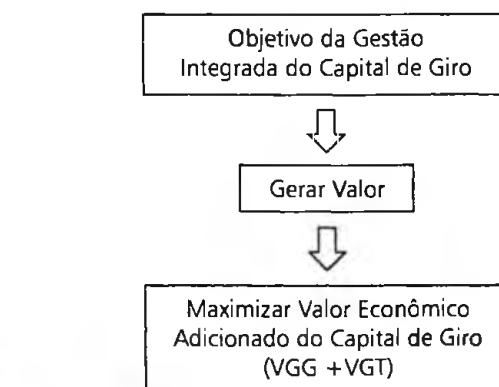 Objetivo da Gestão
Integrada do Capital de Giro
Gerar Valor
Maximizar Valor Econômico
Adicionado do Capital de Giro
(VGG +VGT)